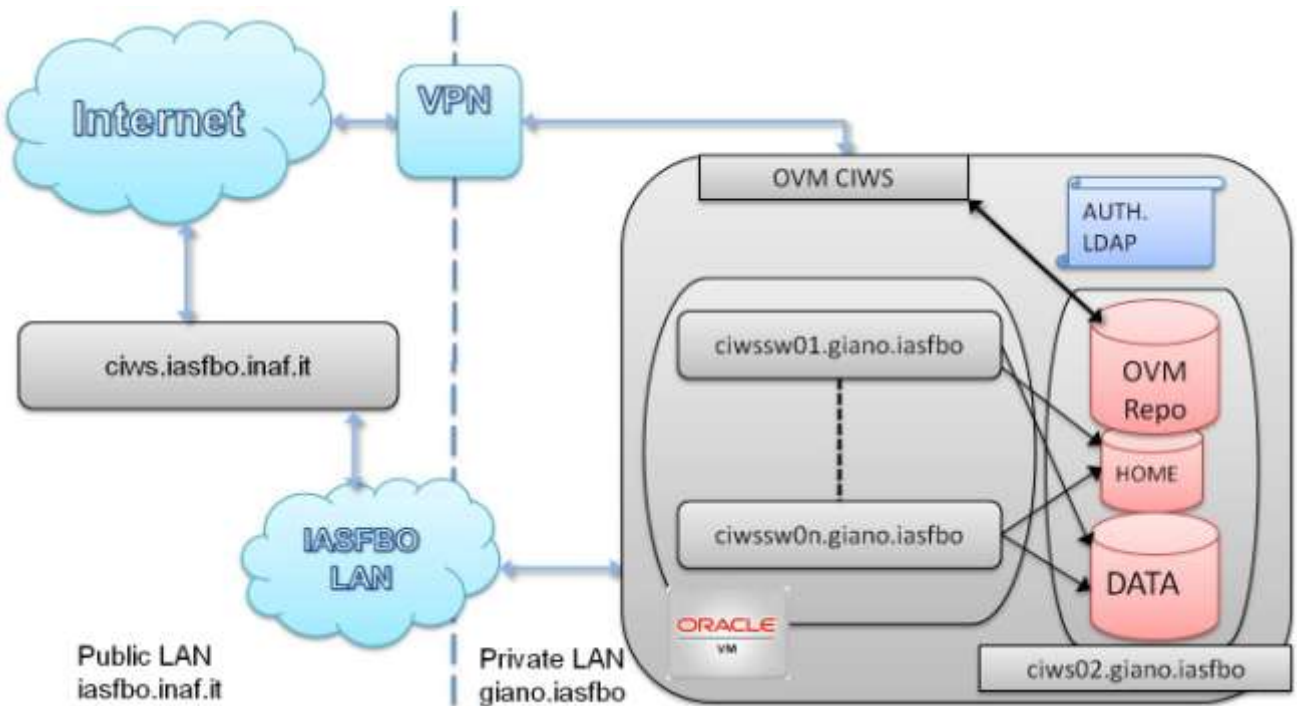 Internet
VPN
OVM CIWS
AUTH.
LDAP
ciws.iasfbo.inaf.it
ciwssw01.giano.iasfbo
OVM
Repo
HOME
ciwssw0n.giano.iasfbo
IASFBO
LAN
DATA
ORACLE
VM
Public LAN
iasfbo.inaf.it
Private LAN
giano.iasfbo
ciws02.giano.iasfbo